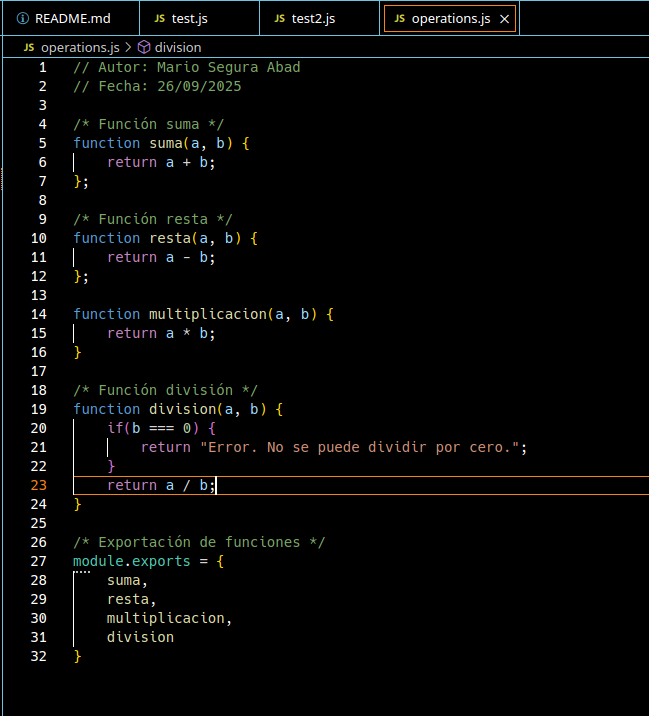 README.md JS test.js JS test2.js JS operations.js ×
JS operations.js > division
1 // Autor: Mario Segura Abad
2 // Fecha: 26/09/2025
3
4 /* Función suma */
5 function suma(a, b) {
6     return a + b;
7 };
8
9 /* Función resta */
10 function resta(a, b) {
11     return a - b;
12 };
13
14 function multiplicacion(a, b) {
15     return a * b;
16 }
17
18 /* Función división */
19 function division(a, b) {
20     if(b === 0) {
21         return "Error. No se puede dividir por cero.";
22     }
23     return a / b;
24 }
25
26 /* Exportación de funciones */
27 module.exports = {
28     suma,
29     resta,
30     multiplicacion,
31     division
32 }